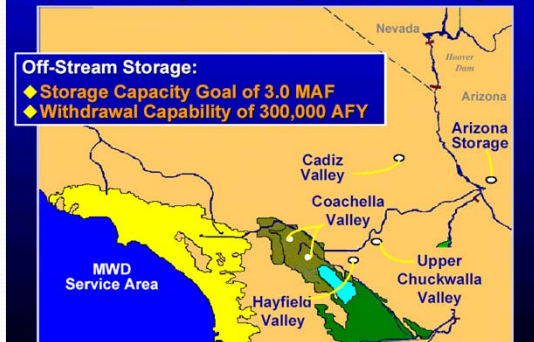 Nevada
Hoover
Dam
Off-Stream Storage:
Storage Capacity Goal of 3.0 MAF
Withdrawal Capability of 300,000 AFY
Arizona
Arizona
Storage
Cadiz
Valley
Coachella
Valley
MWD
Service Area
Upper
Chuckwalla
Valley
Hayfield
Valley